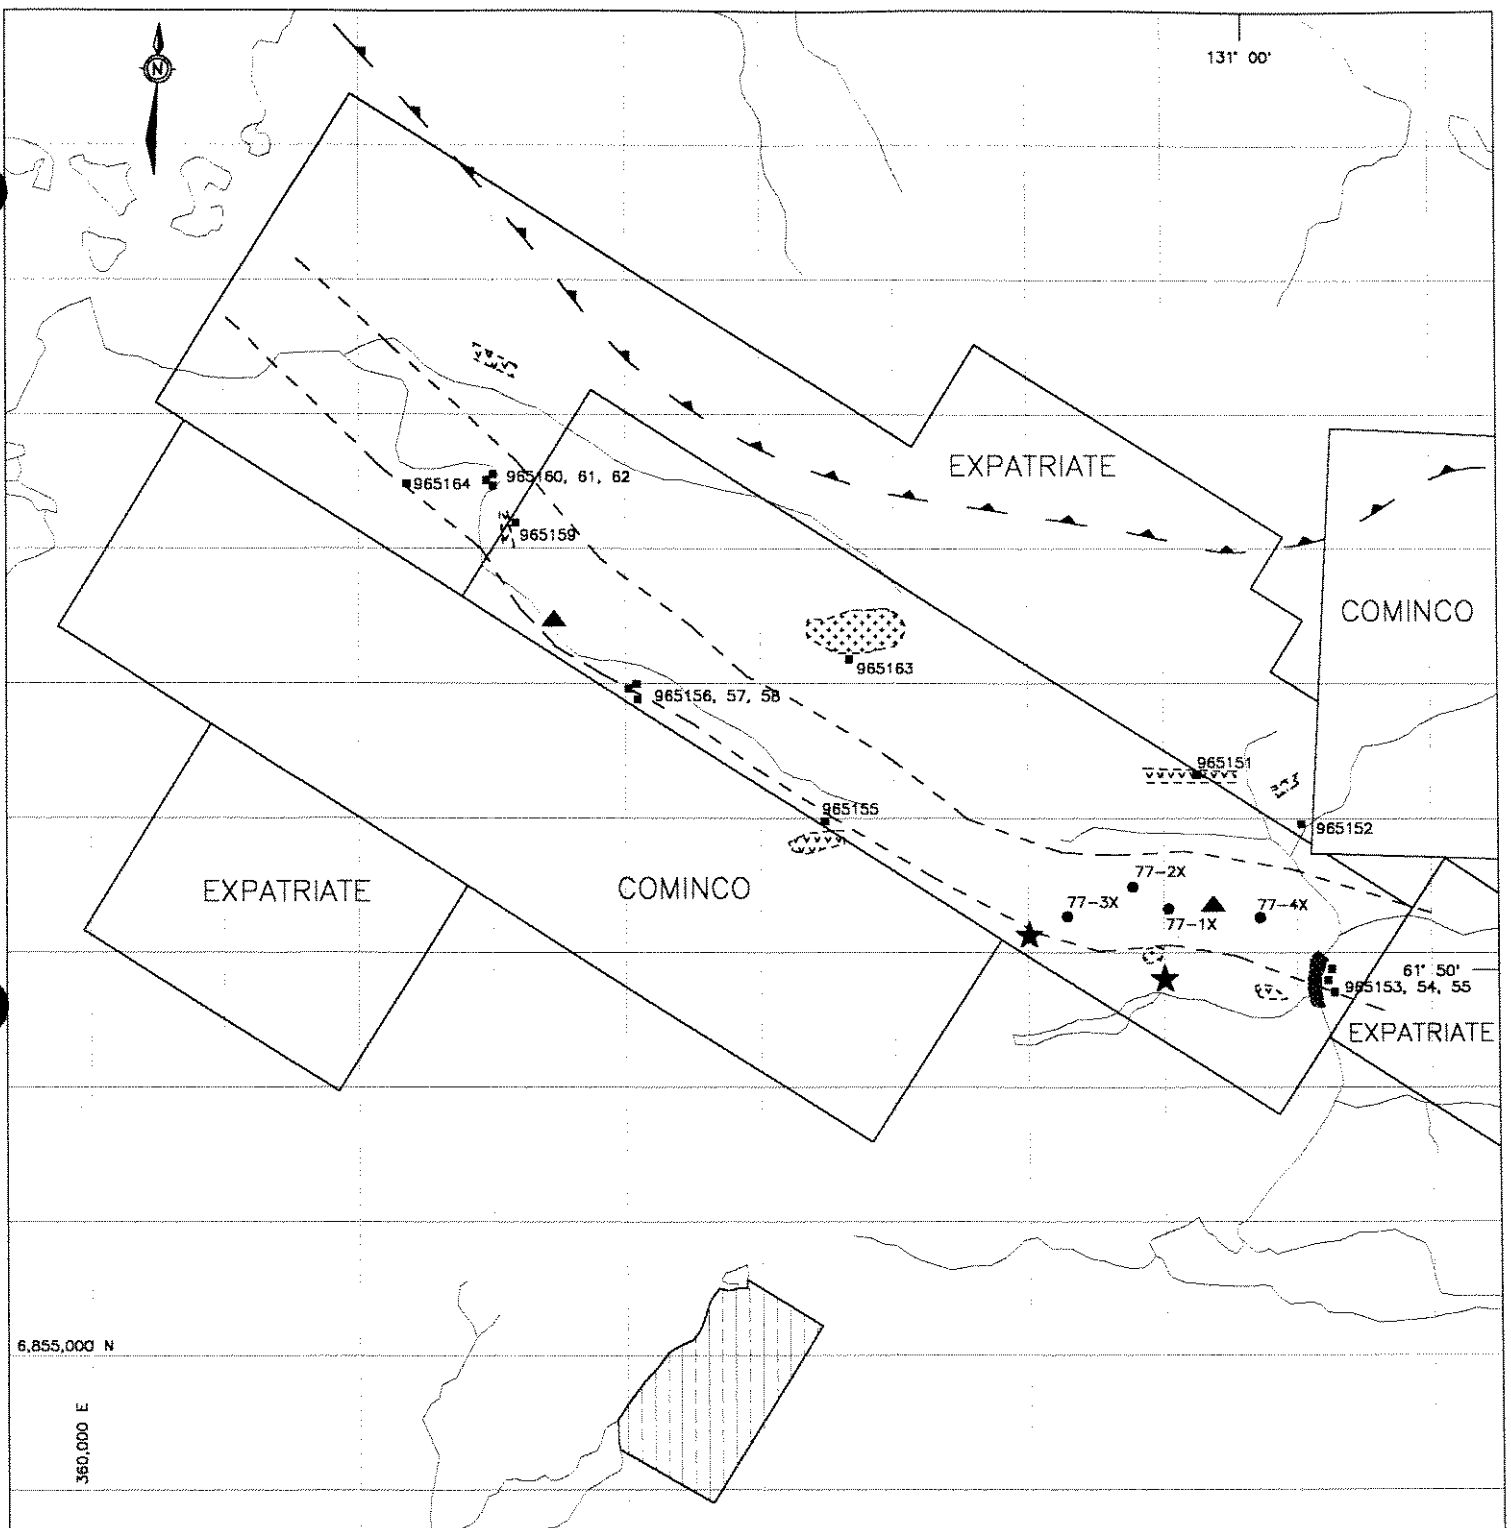 N
131° 00'
EXPATRIATE
965164
965160, 61, 62
965159
COMINCO
965163
965156, 57, 58
965151
965155
965152
EXPATRIATE
COMINCO
77-2X
77-3X
77-1X
77-4X
61° 50'
965153, 54, 55
EXPATRIATE
6,855,000 N
360,000 E